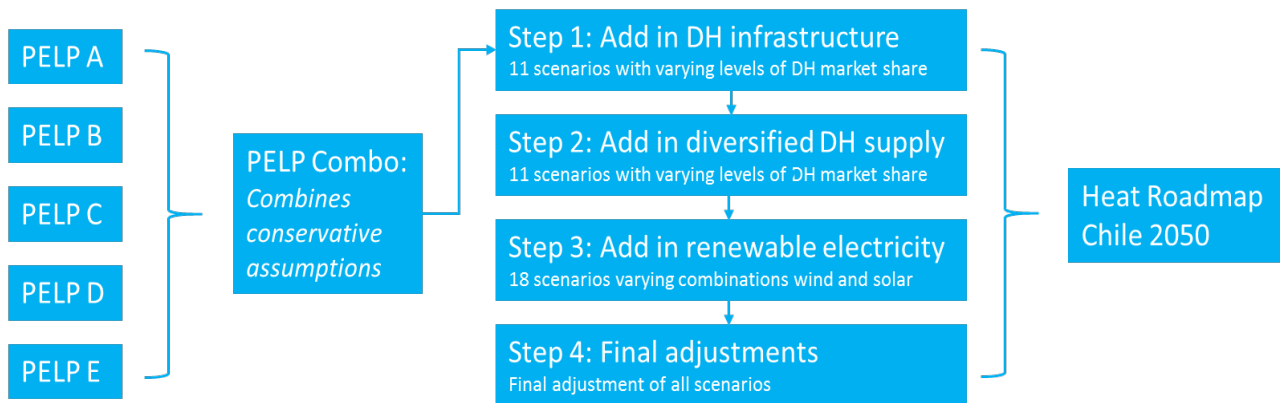 PELP A
PELP B
PELP C
PELP D
PELP E
PELP Combo:
Combines
conservative
assumptions
Step 1: Add in DH infrastructure
11 scenarios with varying levels of DH market share
Step 2: Add in diversified DH supply
11 scenarios with varying levels of DH market share
Step 3: Add in renewable electricity
18 scenarios varying combinations wind and solar
Step 4: Final adjustments
Final adjustment of all scenarios
Heat Roadmap
Chile 2050